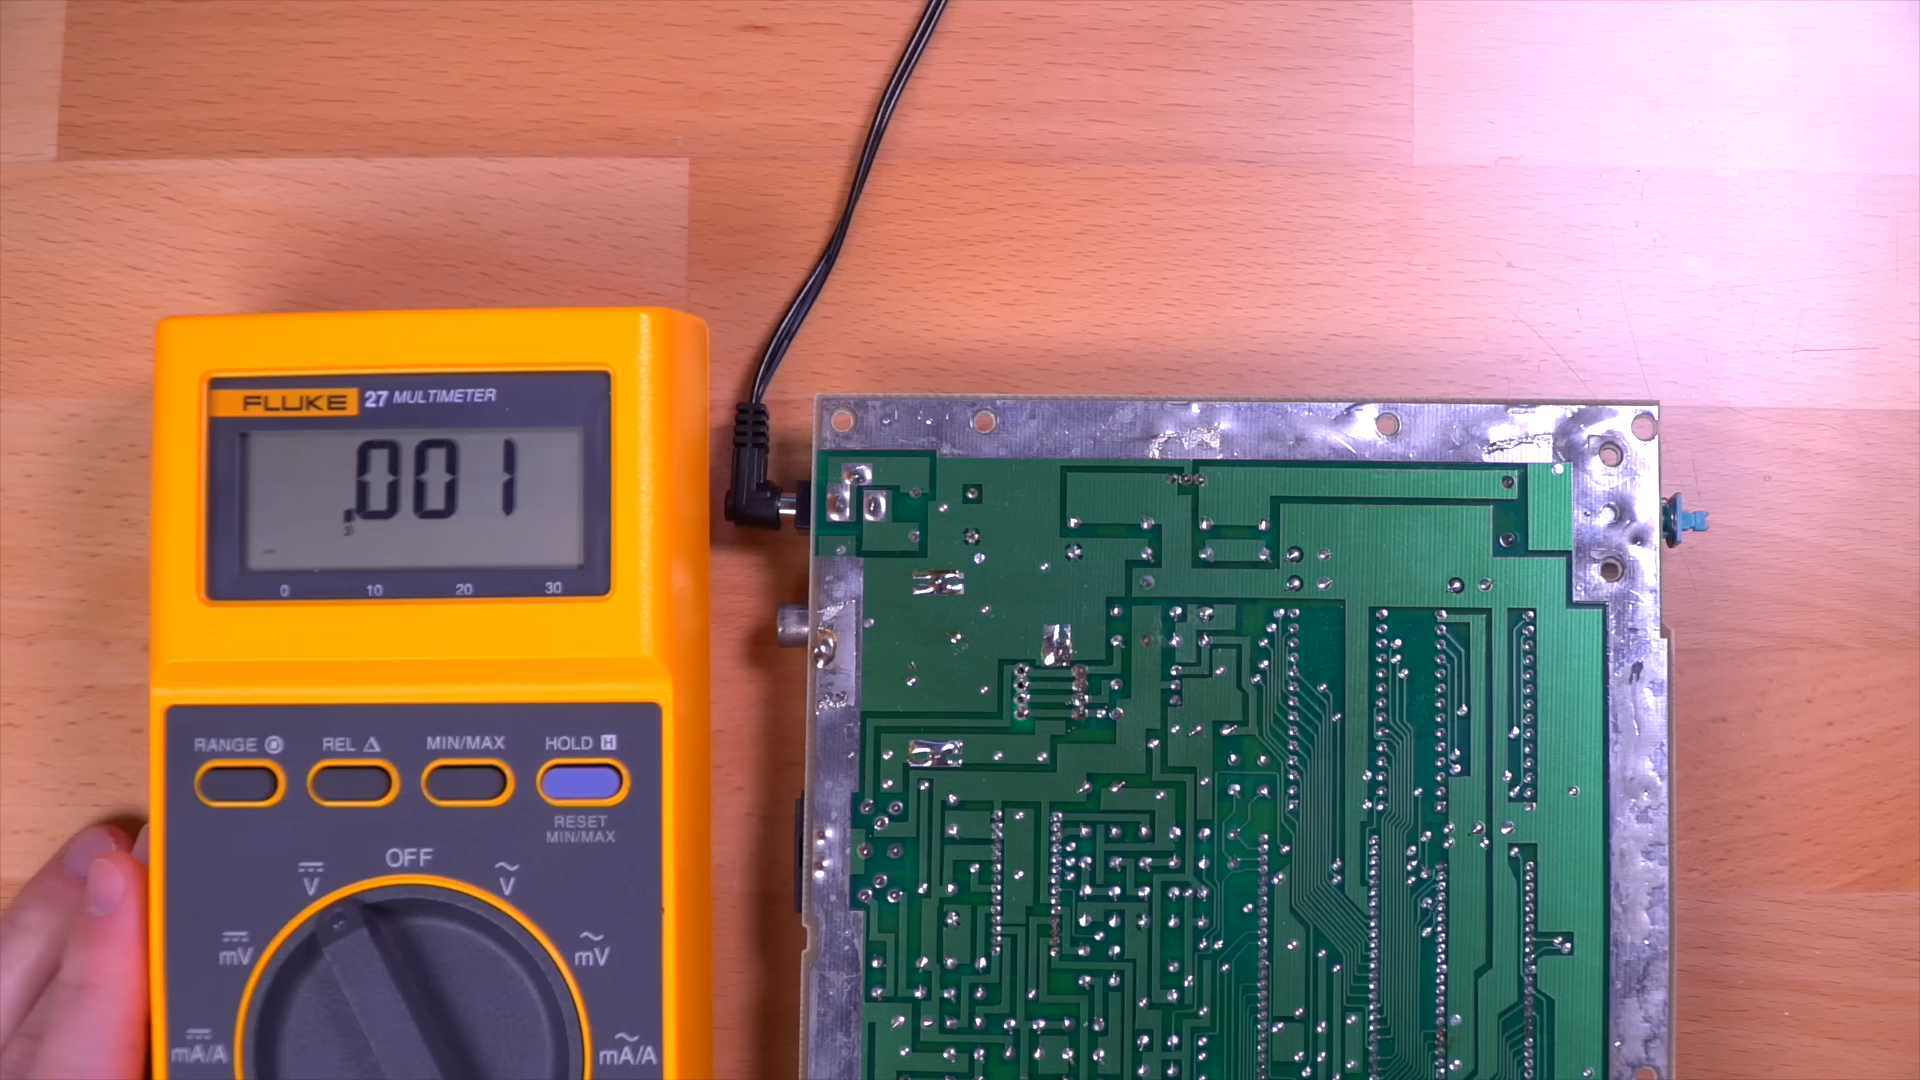 FLUKE 27 MULTIMETER
.001
3
0 10 20 30
RANGE REL Δ MIN/MAX HOLD H
RESET
MIN/MAX
OFF
V
V
mV
mV
mA/A
mA/A